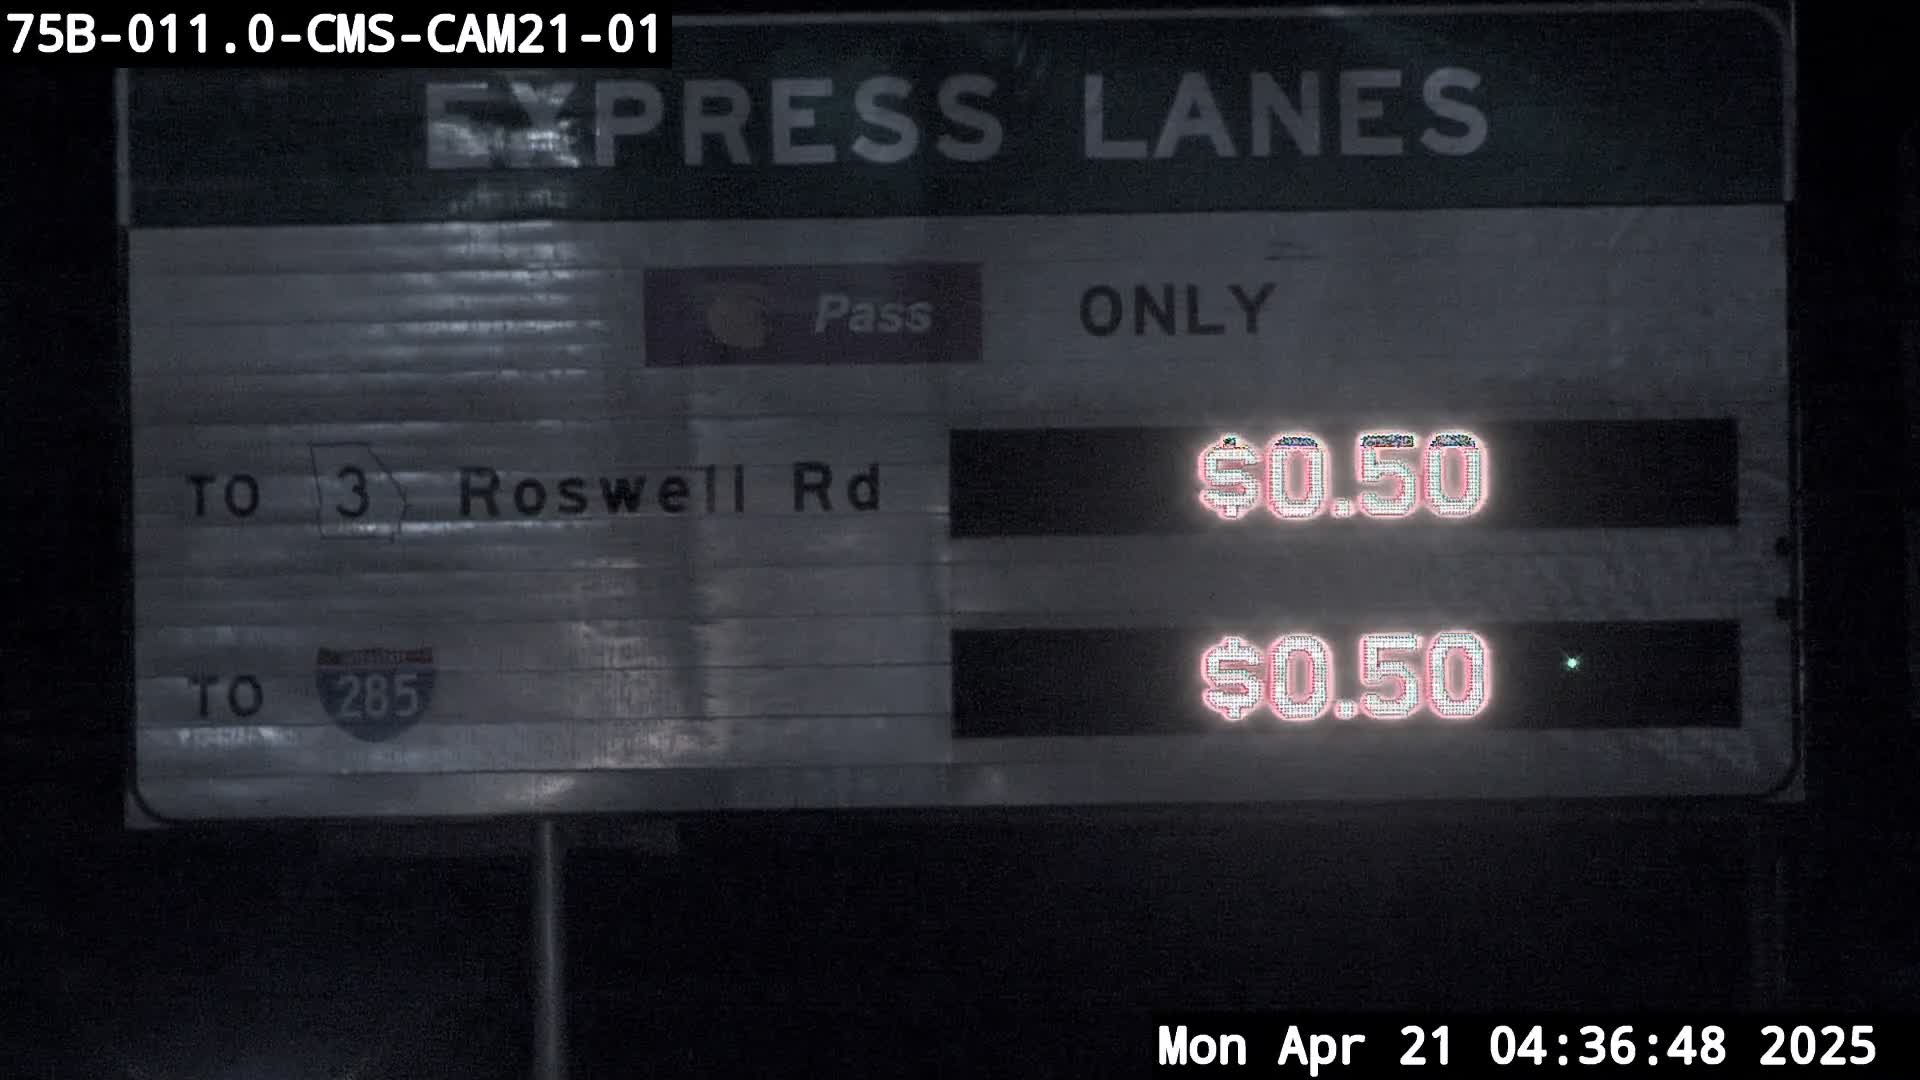 75B-011.0-CMS-CAM21-01
EXPRESS LANES
Pass ONLY
TO 3 Roswell Rd $0.50
TO 285 $0.50
Mon Apr 21 04:36:48 2025